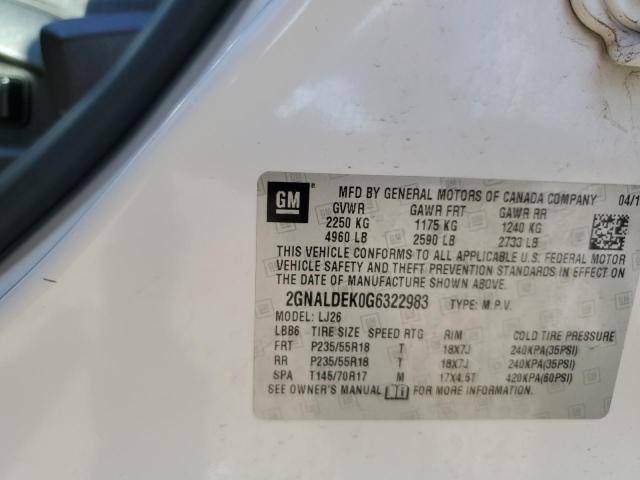 GM MFD BY GENERAL MOTORS OF CANADA COMPANY 04/1
GVWR GAWR FRT GAWR RR
2250 KG 1175 KG 1240 KG
4960 LB 2590 LB 2733 LB
THIS VEHICLE CONFORMS TO ALL APPLICABLE U.S. FEDERAL MOTOR
VEHICLE SAFETY AND THEFT PREVENTION STANDARDS IN EFFECT ON
THE DATE OF MANUFACTURE SHOWN ABOVE.
2GNALDEK0G6322983 TYPE: M.P.V.
MODEL: LJ26
LBB6 TIRE SIZE SPEED RTG RIM COLD TIRE PRESSURE
FRT P235/55R18 T 18X7J 240KPA(35PSI)
RR P235/55R18 T 18X7J 240KPA(35PSI)
SPA T145/70R17 M 17X4.5T 420KPA(60PSI)
SEE OWNER'S MANUAL FOR MORE INFORMATION.